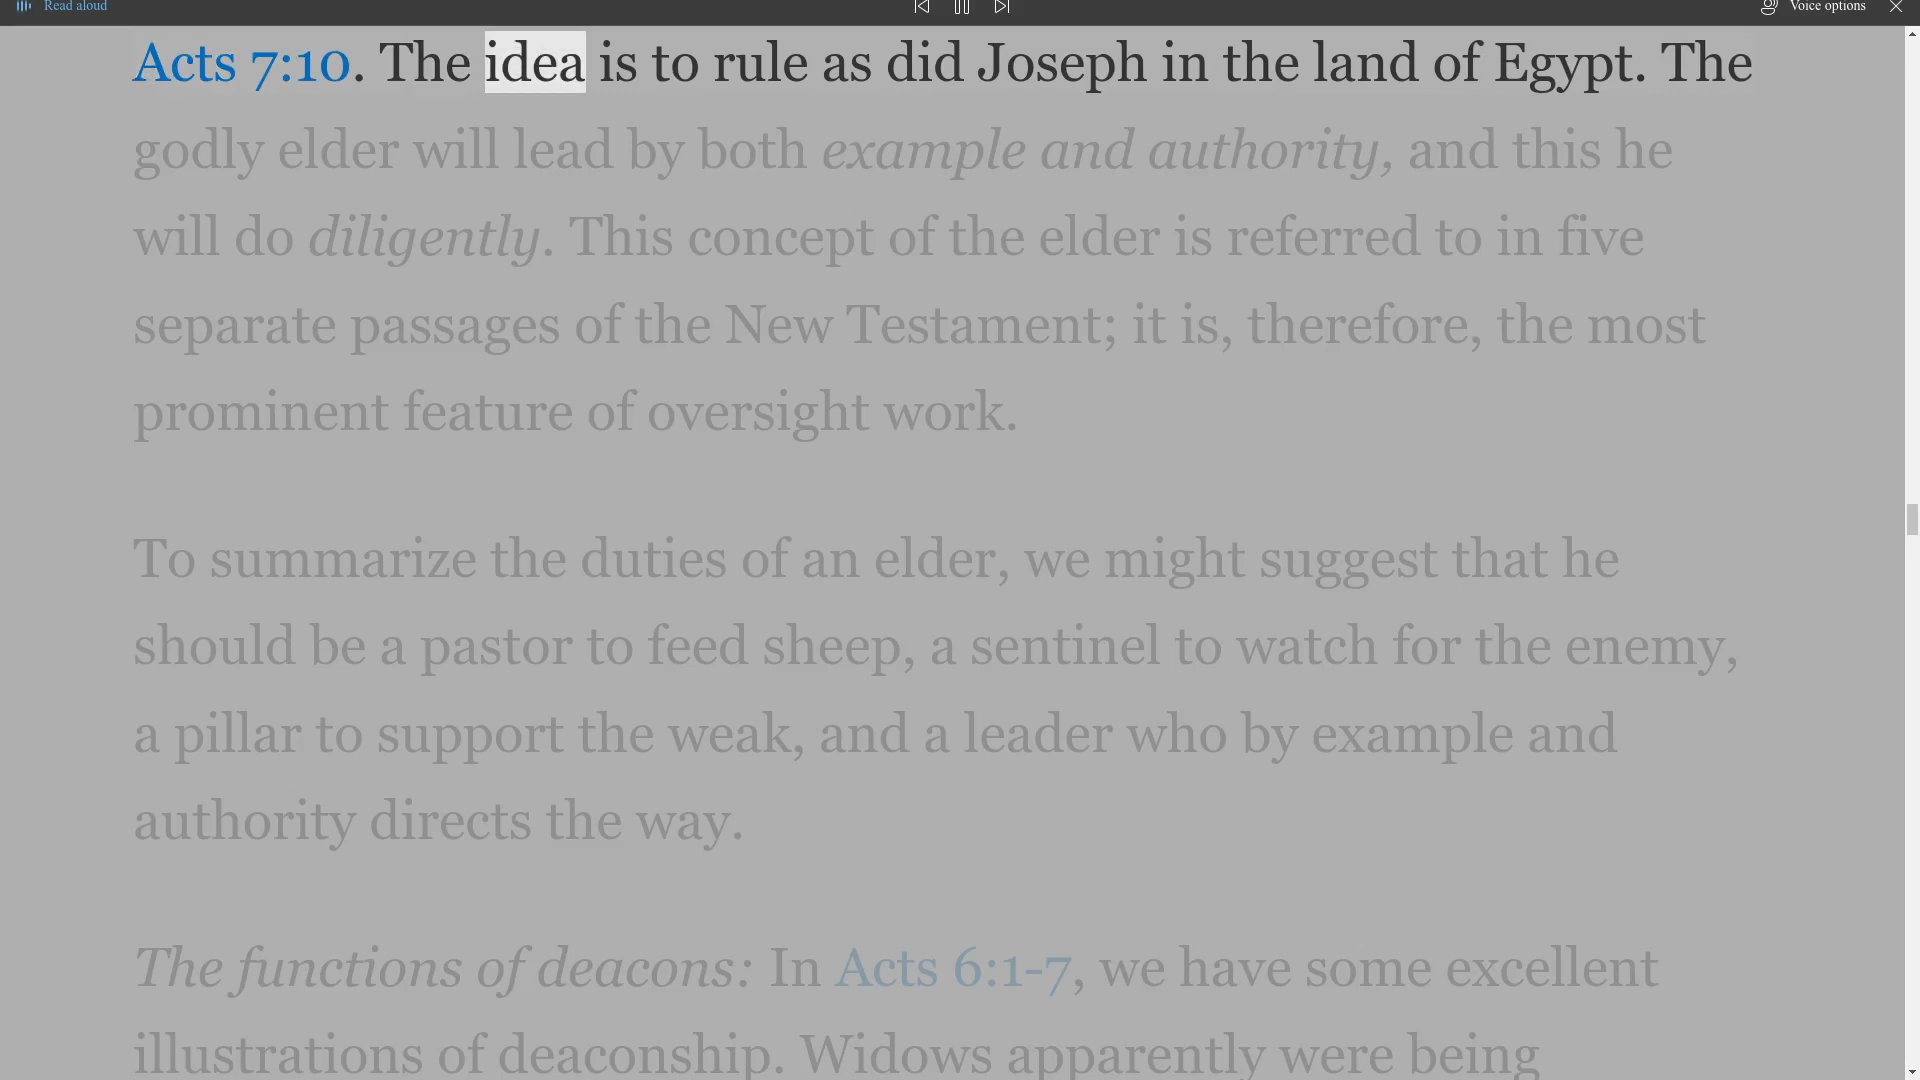 Read aloud
Voice options
Acts 7:10. The idea is to rule as did Joseph in the land of Egypt. The
godly elder will lead by both example and authority, and this he
will do diligently. This concept of the elder is referred to in five
separate passages of the New Testament; it is, therefore, the most
prominent feature of oversight work.
To summarize the duties of an elder, we might suggest that he
should be a pastor to feed sheep, a sentinel to watch for the enemy,
a pillar to support the weak, and a leader who by example and
authority directs the way.
The functions of deacons: In Acts 6:1-7, we have some excellent
illustrations of deaconship. Widows apparently were being